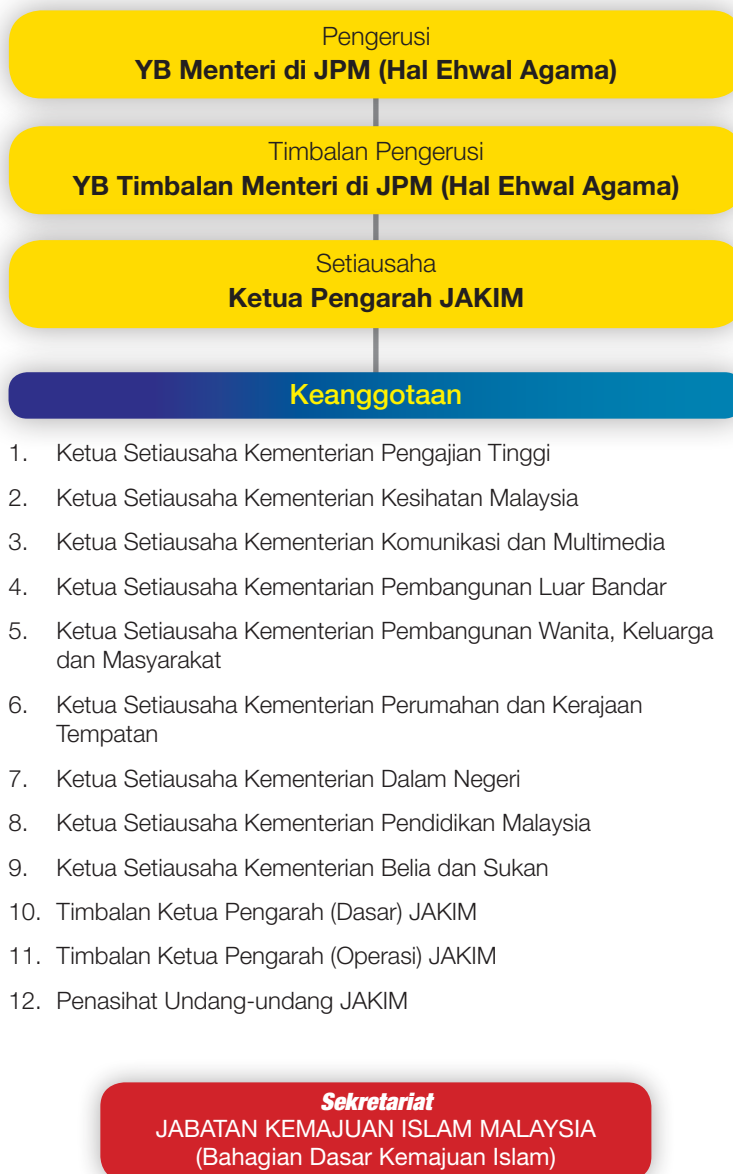 Pengerusi
YB Menteri di JPM (Hal Ehwal Agama)
Timbalan Pengerusi
YB Timbalan Menteri di JPM (Hal Ehwal Agama)
Setiausaha
Ketua Pengarah JAKIM
Keanggotaan
1. Ketua Setiausaha Kementerian Pengajian Tinggi
2. Ketua Setiausaha Kementerian Kesihatan Malaysia
3. Ketua Setiausaha Kementerian Komunikasi dan Multimedia
4. Ketua Setiausaha Kementarian Pembangunan Luar Bandar
5. Ketua Setiausaha Kementerian Pembangunan Wanita, Keluarga
dan Masyarakat
6. Ketua Setiausaha Kementerian Perumahan dan Kerajaan
Tempatan
7. Ketua Setiausaha Kementerian Dalam Negeri
8. Ketua Setiausaha Kementerian Pendidikan Malaysia
9. Ketua Setiausaha Kementerian Belia dan Sukan
10. Timbalan Ketua Pengarah (Dasar) JAKIM
11. Timbalan Ketua Pengarah (Operasi) JAKIM
12. Penasihat Undang-undang JAKIM
Sekretariat
JABATAN KEMAJUAN ISLAM MALAYSIA
(Bahagian Dasar Kemajuan Islam)